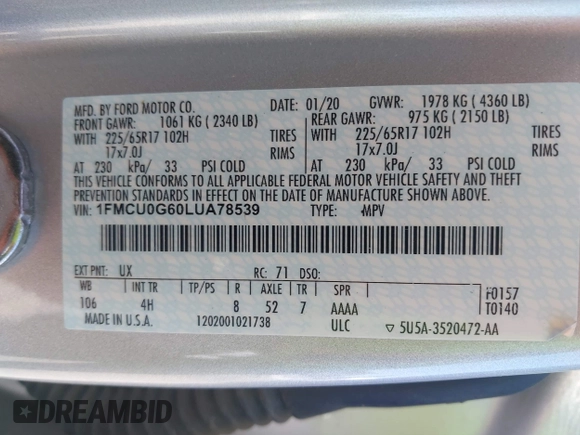 MFD. BY FORD MOTOR CO. DATE: 01/20 GVWR: 1978 KG ( 4360 LB)
FRONT GAWR: 1061 KG ( 2340 LB) REAR GAWR: 975 KG ( 2150 LB)
WITH 225/65R17 102H TIRES WITH 225/65R17 102H TIRES
17x7.0J RIMS 17x7.0J RIMS
AT 230 kPa/ 33 PSI COLD AT 230 kPa/ 33 PSI COLD
THIS VEHICLE CONFORMS TO ALL APPLICABLE FEDERAL MOTOR VEHICLE SAFETY AND THEFT
PREVENTION STANDARDS IN EFFECT ON THE DATE OF MANUFACTURE SHOWN ABOVE.
VIN: 1FMCU0G60LUA78539 TYPE: MPV
EXT PNT: UX RC: 71 DSO:
WB INT TR TP/PS R AXLE TR SPR F0157
106 4H 8 52 7 AAAA T0140
MADE IN U.S.A. 1202001021738 ULC ▽ 5U5A-3520472-AA
DREAMBID